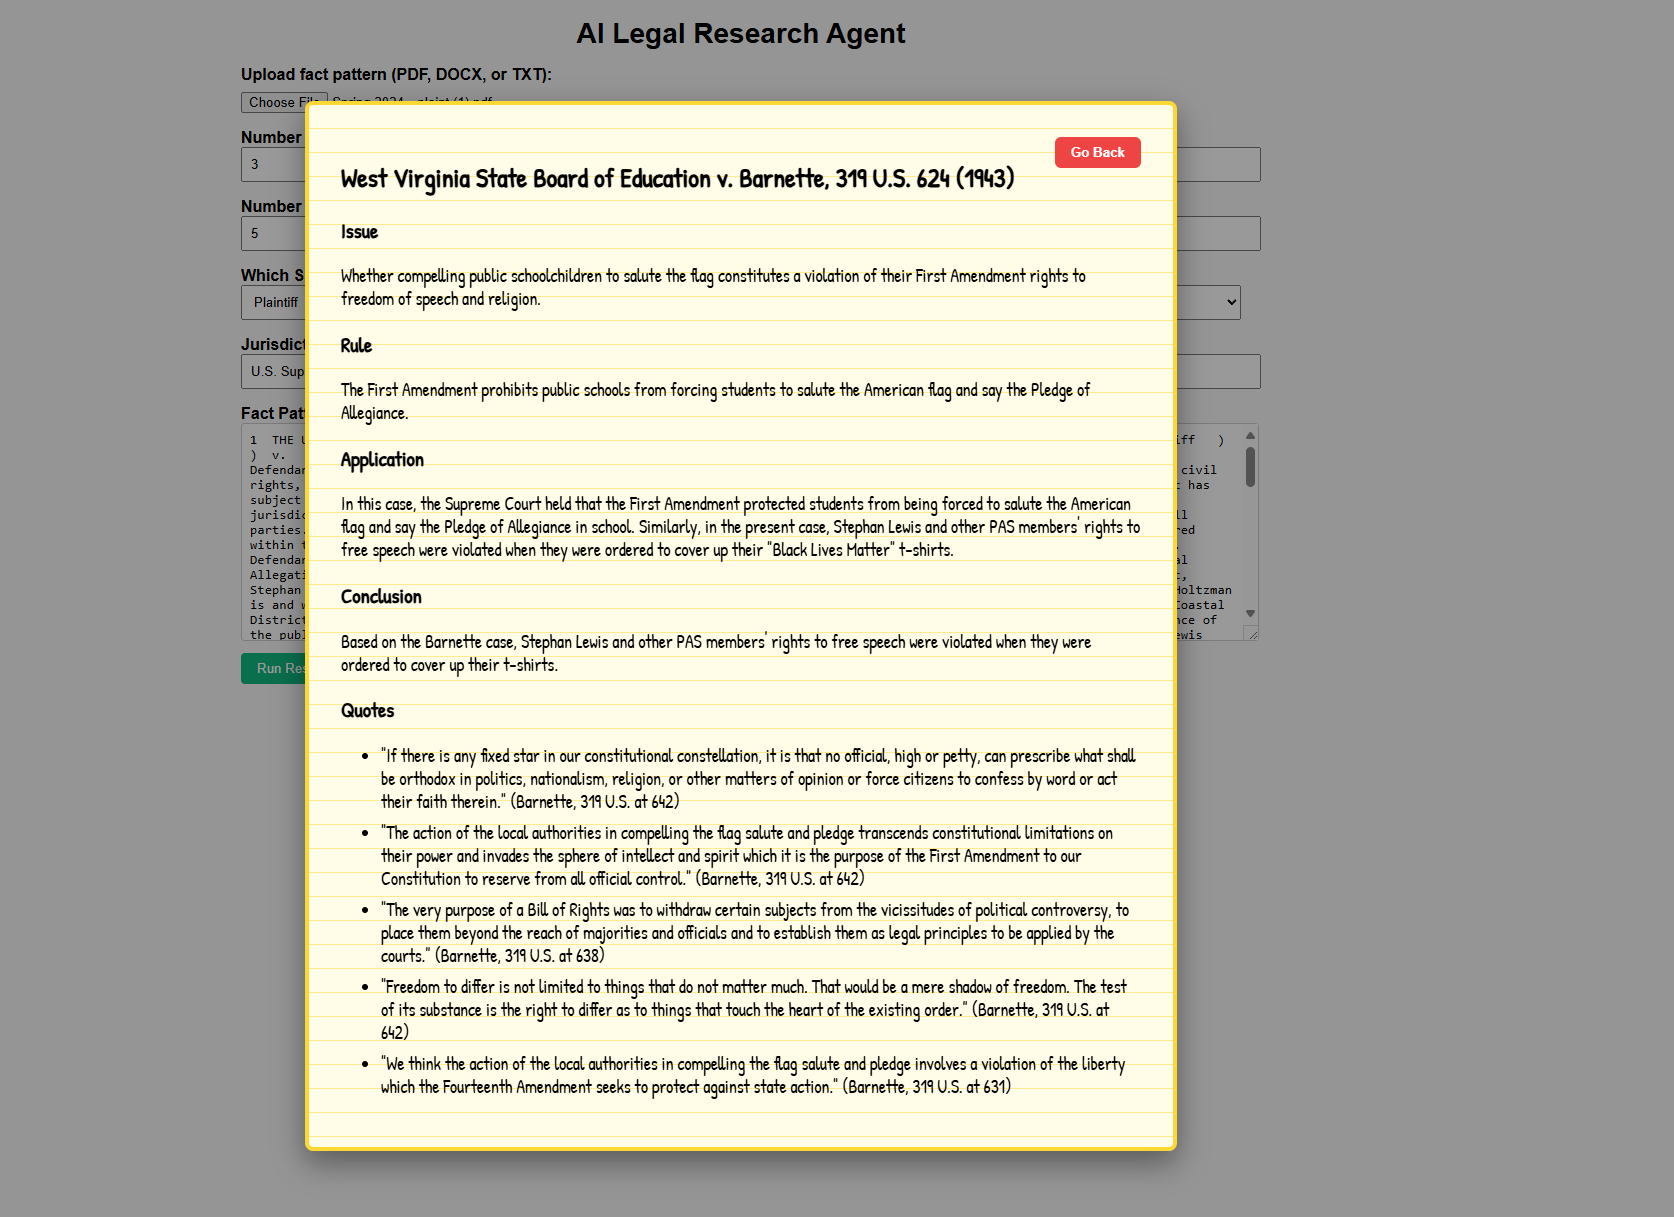 AI Legal Research Agent
Upload fact pattern (PDF, DOCX, or TXT):
Choose File Spring 2024
Number
3
Number
5
Which S
Plaintiff
Jurisdict
U.S. Sup
Fact Pat
1 THE U
) v.
Defendan
rights,
subject
jurisdic
parties.
within t
Defendan
Allegati
Stephan
is and w
District
the publ
iff )
civil
t has
ll
red
al
t,
Holtzman
Coastal
nce of
ewis
Run Res
Go Back
West Virginia State Board of Education v. Barnette, 319 U.S. 624 (1943)
Issue
Whether compelling public schoolchildren to salute the flag constitutes a violation of their First Amendment rights to
freedom of speech and religion.
Rule
The First Amendment prohibits public schools from forcing students to salute the American flag and say the Pledge of
Allegiance.
Application
In this case, the Supreme Court held that the First Amendment protected students from being forced to salute the American
flag and say the Pledge of Allegiance in school. Similarly, in the present case, Stephan Lewis and other PAS members' rights to
free speech were violated when they were ordered to cover up their "Black Lives Matter" t-shirts.
Conclusion
Based on the Barnette case, Stephan Lewis and other PAS members' rights to free speech were violated when they were
ordered to cover up their t-shirts.
Quotes
• "If there is any fixed star in our constitutional constellation, it is that no official, high or petty, can prescribe what shall
be orthodox in politics, nationalism, religion, or other matters of opinion or force citizens to confess by word or act
their faith therein." (Barnette, 319 U.S. at 642)
• "The action of the local authorities in compelling the flag salute and pledge transcends constitutional limitations on
their power and invades the sphere of intellect and spirit which it is the purpose of the First Amendment to our
Constitution to reserve from all official control." (Barnette, 319 U.S. at 642)
• "The very purpose of a Bill of Rights was to withdraw certain subjects from the vicissitudes of political controversy, to
place them beyond the reach of majorities and officials and to establish them as legal principles to be applied by the
courts." (Barnette, 319 U.S. at 638)
• "Freedom to differ is not limited to things that do not matter much. That would be a mere shadow of freedom. The test
of its substance is the right to differ as to things that touch the heart of the existing order." (Barnette, 319 U.S. at
642)
• "We think the action of the local authorities in compelling the flag salute and pledge involves a violation of the liberty
which the Fourteenth Amendment seeks to protect against state action." (Barnette, 319 U.S. at 631)